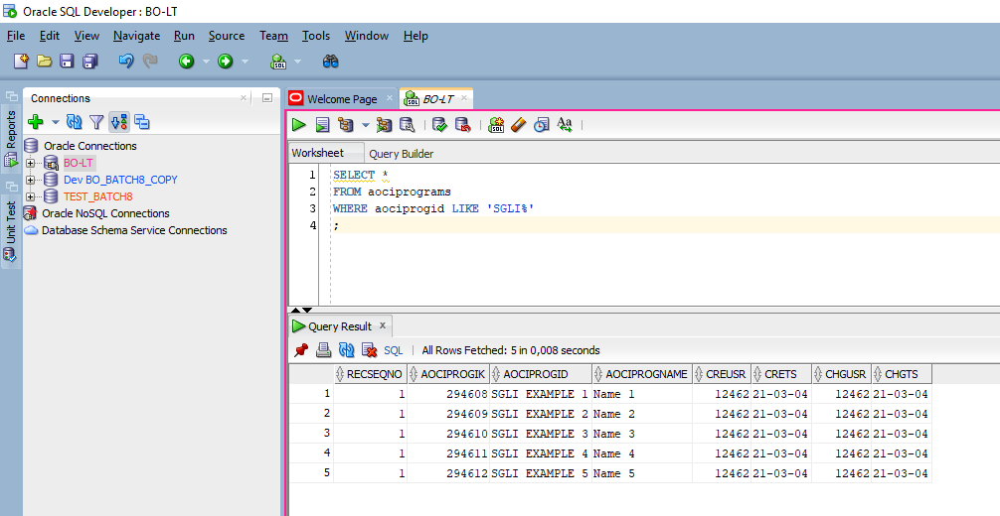 Oracle SQL Developer : BO-LT
File Edit View Navigate Run Source Team Tools Window Help
Reports
Unit Test
Connections
Oracle Connections
BO-LT
Dev BO_BATCH8_COPY
TEST_BATCH8
Oracle NoSQL Connections
Database Schema Service Connections
Welcome Page BO-LT
Worksheet Query Builder
1 SELECT *
2 FROM aociprograms
3 WHERE aociprogid LIKE 'SGLI%'
4 ;
Query Result x
SQL | All Rows Fetched: 5 in 0,008 seconds
RECSEQNO AOCIPROGIK AOCIPROGID AOCIPROGNAME CREUSR CRETS CHGUSR CHGTS
1 1 294608 SGLI EXAMPLE 1 Name 1 12462 21-03-04 12462 21-03-04
2 1 294609 SGLI EXAMPLE 2 Name 2 12462 21-03-04 12462 21-03-04
3 1 294610 SGLI EXAMPLE 3 Name 3 12462 21-03-04 12462 21-03-04
4 1 294611 SGLI EXAMPLE 4 Name 4 12462 21-03-04 12462 21-03-04
5 1 294612 SGLI EXAMPLE 5 Name 5 12462 21-03-04 12462 21-03-04